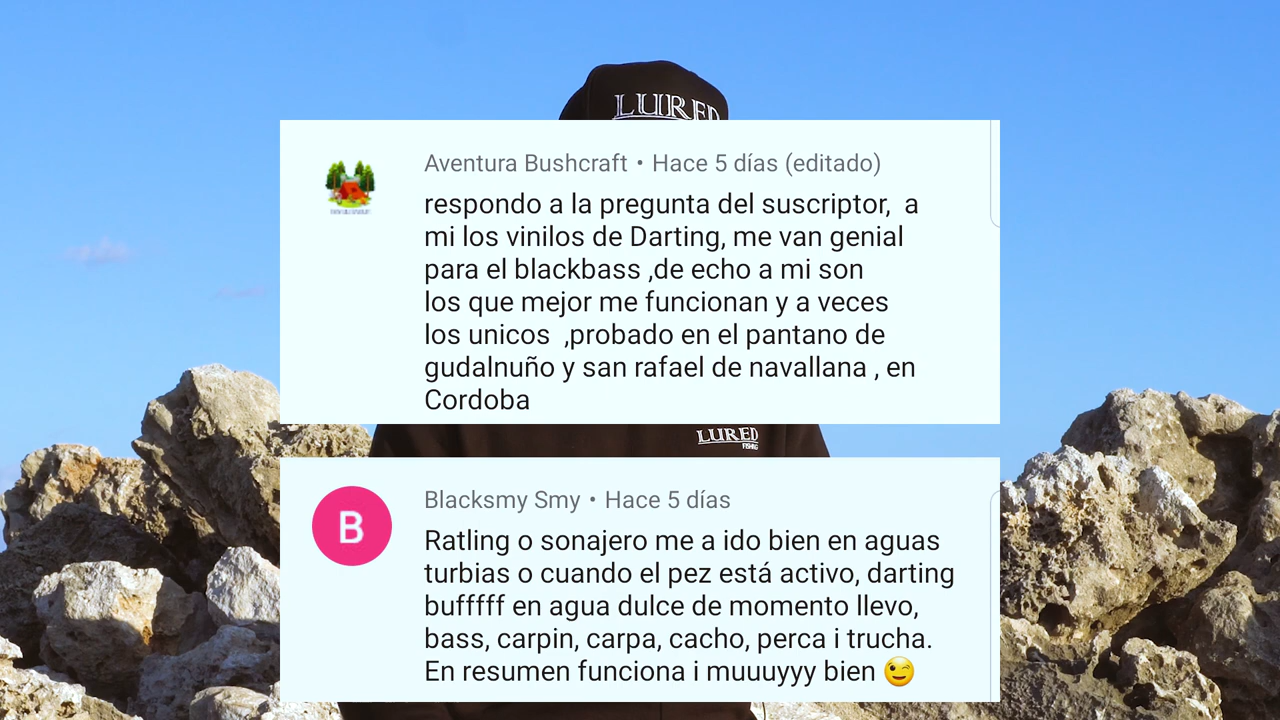 LURED
Aventura Bushcraft • Hace 5 días (editado)
respondo a la pregunta del suscriptor,  a
mi los vinilos de Darting, me van genial
para el blackbass ,de echo a mi son
los que mejor me funcionan y a veces
los unicos  ,probado en el pantano de
gudalnuño y san rafael de navallana , en
Cordoba
LURED
FISHING
B
Blacksmy Smy • Hace 5 días
Ratling o sonajero me a ido bien en aguas
turbias o cuando el pez está activo, darting
bufffff en agua dulce de momento llevo,
bass, carpin, carpa, cacho, perca i trucha.
En resumen funciona i muuuyyy bien 😉